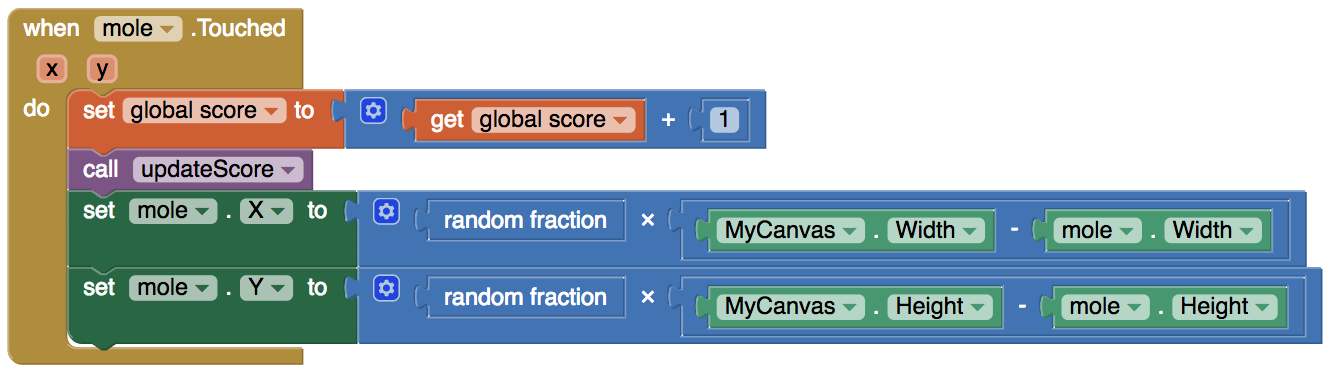 when mole .Touched
x y
do set global score to get global score + 1
call updateScore
set mole . X to random fraction × MyCanvas . Width - mole . Width
set mole . Y to random fraction × MyCanvas . Height - mole . Height